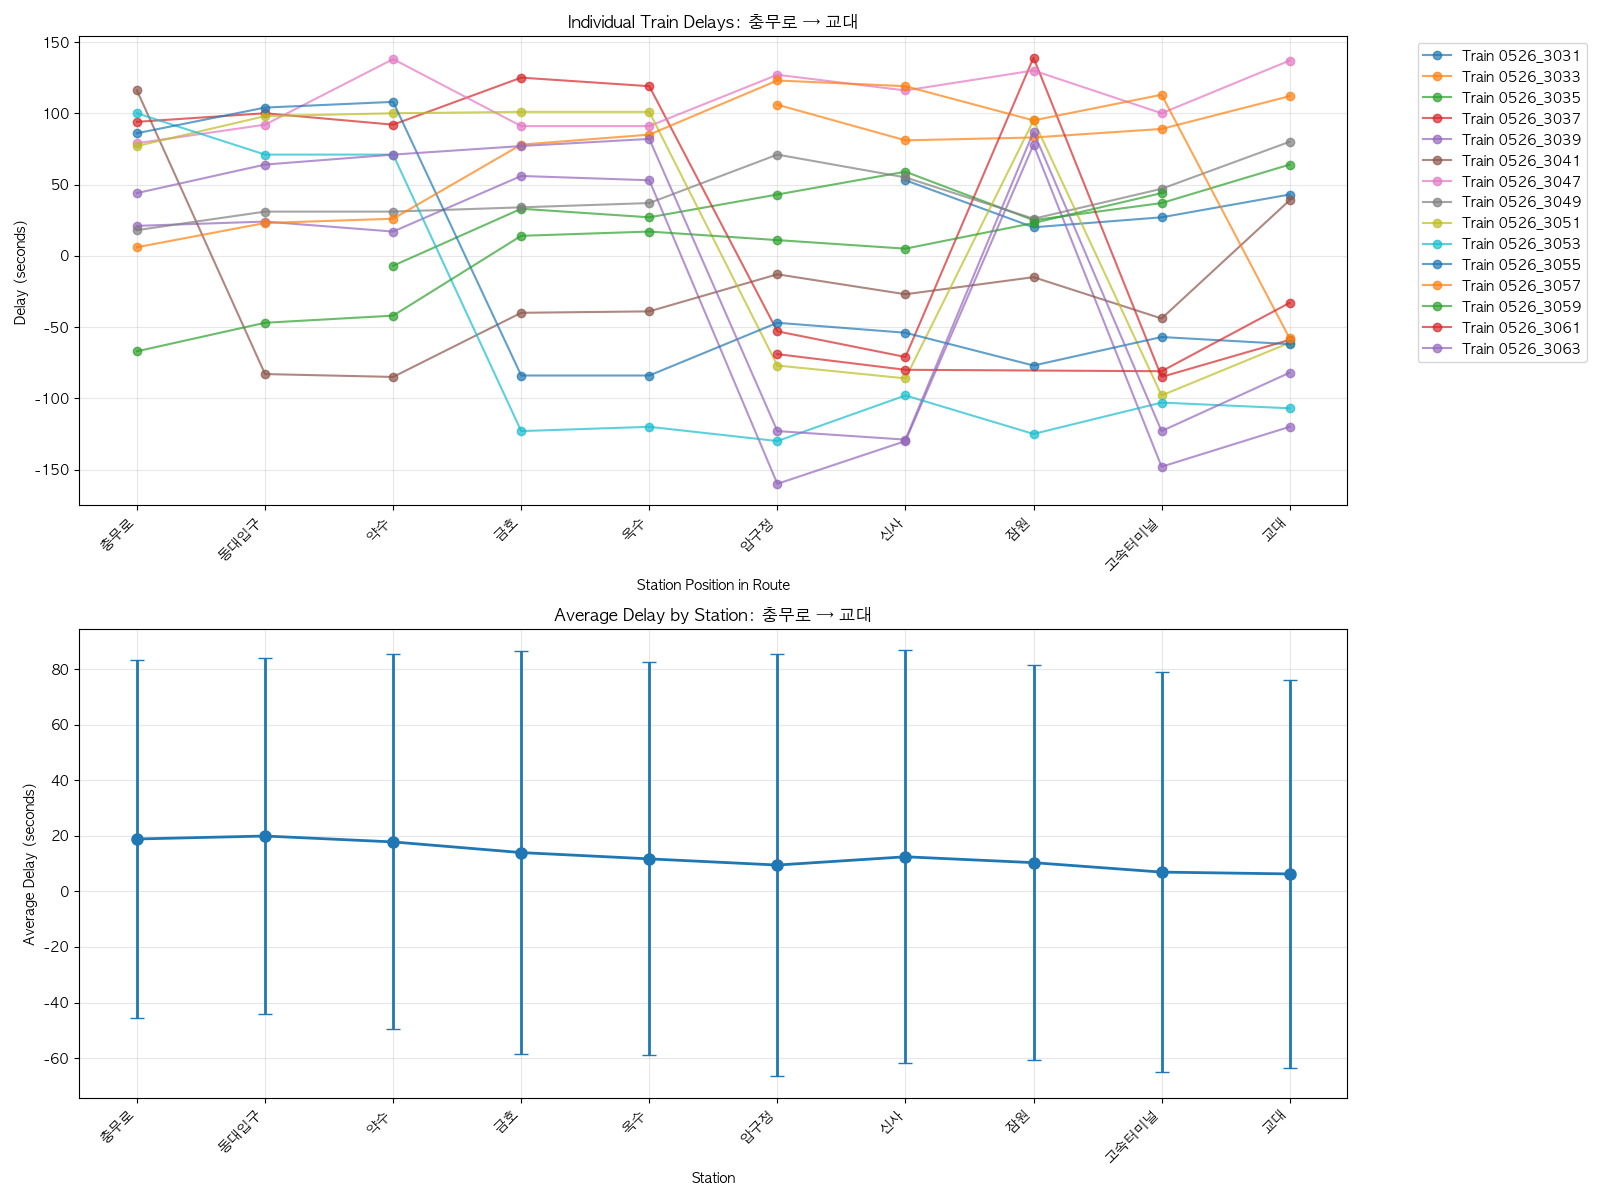 Individual Train Delays: 충무로 → 교대
Delay (seconds)
150
100
50
0
-50
-100
-150
충무로
동대입구
약수
금호
옥수
압구정
신사
잠원
고속터미널
교대
Station Position in Route
Train 0526_3031
Train 0526_3033
Train 0526_3035
Train 0526_3037
Train 0526_3039
Train 0526_3041
Train 0526_3047
Train 0526_3049
Train 0526_3051
Train 0526_3053
Train 0526_3055
Train 0526_3057
Train 0526_3059
Train 0526_3061
Train 0526_3063
Average Delay by Station: 충무로 → 교대
Average Delay (seconds)
80
60
40
20
0
-20
-40
-60
충무로
동대입구
약수
금호
옥수
압구정
신사
잠원
고속터미널
교대
Station